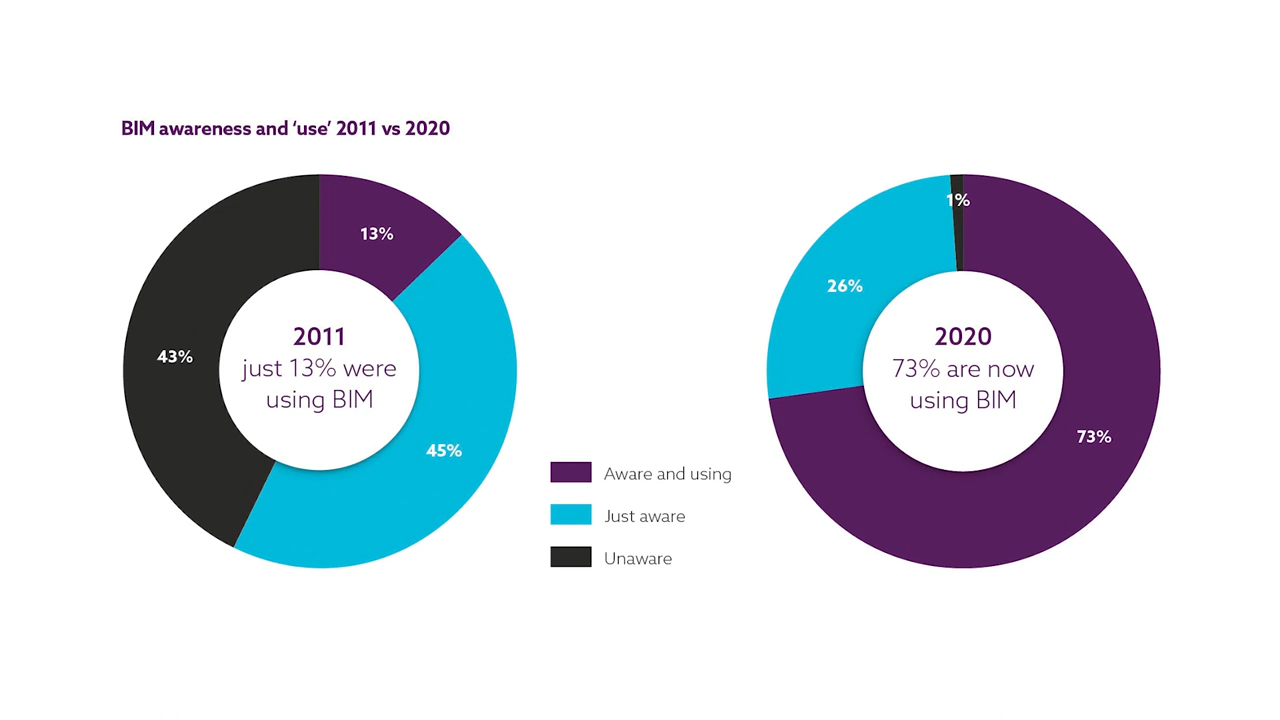 BIM awareness and ‘use’ 2011 vs 2020
13%
43%
45%
2011
just 13% were
using BIM
Aware and using
Just aware
Unaware
1%
26%
73%
2020
73% are now
using BIM